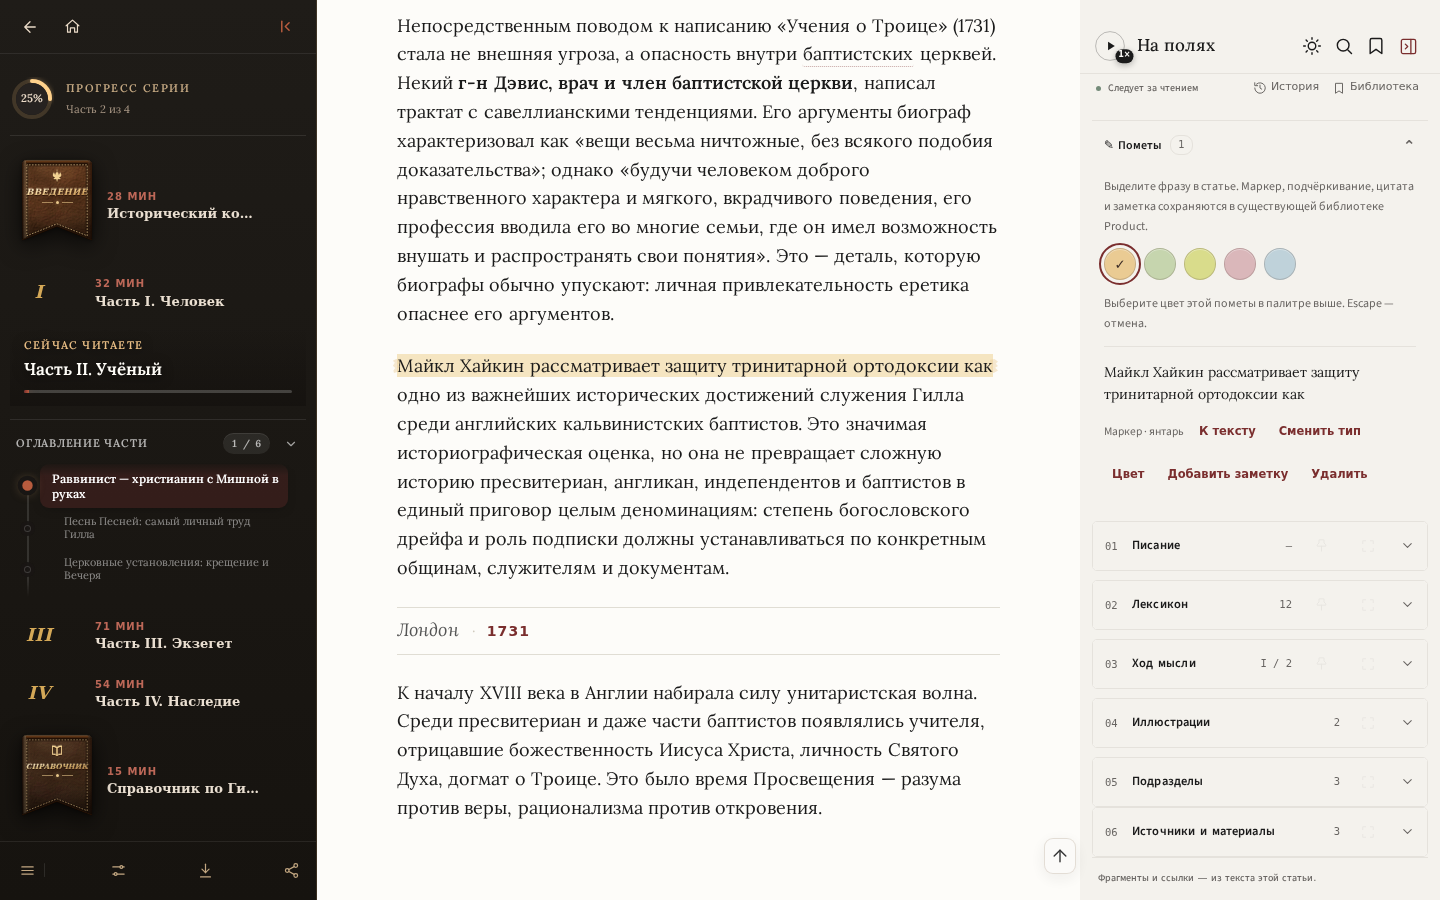 25%
ПРОГРЕСС СЕРИИ
Часть 2 из 4
ВВЕДЕНИЕ
28 МИН
Исторический ко...
I
32 МИН
Часть I. Человек
СЕЙЧАС ЧИТАЕТЕ
Часть II. Учёный
ОГЛАВЛЕНИЕ ЧАСТИ
1 / 6
Раввинист — христианин с Мишной в
руках
Песнь Песней: самый личный труд
Гилла
Церковные установления: крещение и
Вечеря
III
71 МИН
Часть III. Экзегет
IV
54 МИН
Часть IV. Наследие
СПРАВОЧНИК
15 МИН
Справочник по Ги...
Непосредственным поводом к написанию «Учения о Троице» (1731)
стала не внешняя угроза, а опасность внутри баптистских церквей.
Некий г-н Дэвис, врач и член баптистской церкви, написал
трактат с савеллианскими тенденциями. Его аргументы биограф
характеризовал как «вещи весьма ничтожные, без всякого подобия
доказательства»; однако «будучи человеком доброго
нравственного характера и мягкого, вкрадчивого поведения, его
профессия вводила его во многие семьи, где он имел возможность
внушать и распространять свои понятия». Это — деталь, которую
биографы обычно упускают: личная привлекательность еретика
опаснее его аргументов.
Майкл Хайкин рассматривает защиту тринитарной ортодоксии как
одно из важнейших исторических достижений служения Гилла
среди английских кальвинистских баптистов. Это значимая
историографическая оценка, но она не превращает сложную
историю пресвитериан, англикан, индепендентов и баптистов в
единый приговор целым деноминациям: степень богословского
дрейфа и роль подписки должны устанавливаться по конкретным
общинам, служителям и документам.
Лондон · 1731
К началу XVIII века в Англии набирала силу унитаристская волна.
Среди пресвитериан и даже части баптистов появлялись учителя,
отрицавшие божественность Иисуса Христа, личность Святого
Духа, догмат о Троице. Это было время Просвещения — разума
против веры, рационализма против откровения.
1×
На полях
Следует за чтением
История
Библиотека
✎ Пометы 1
Выделите фразу в статье. Маркер, подчёркивание, цитата
и заметка сохраняются в существующей библиотеке
Product.
✓
Выберите цвет этой пометы в палитре выше. Escape —
отмена.
Майкл Хайкин рассматривает защиту
тринитарной ортодоксии как
Маркер · янтарь К тексту Сменить тип
Цвет Добавить заметку Удалить
01 Писание —
02 Лексикон 12
03 Ход мысли I / 2
04 Иллюстрации 2
05 Подразделы 3
06 Источники и материалы 3
Фрагменты и ссылки — из текста этой статьи.